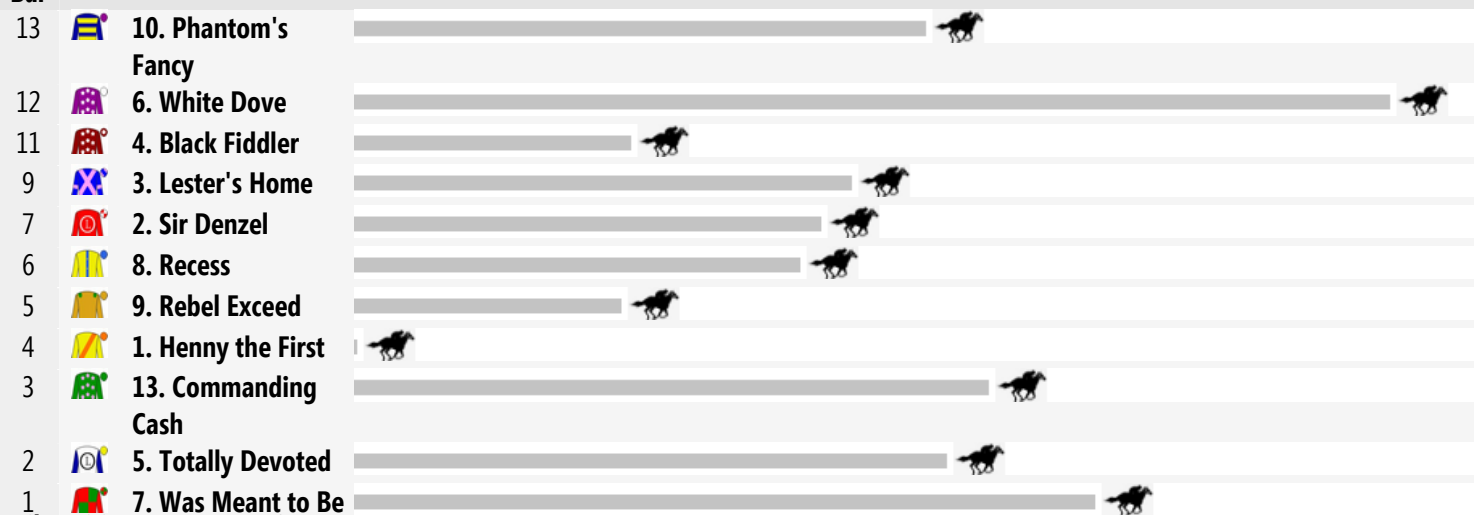 Bar
13 10. Phantom's
Fancy
12 6. White Dove
11 4. Black Fiddler
9 3. Lester's Home
7 2. Sir Denzel
6 8. Recess
5 9. Rebel Exceed
4 1. Henny the First
3 13. Commanding
Cash
2 5. Totally Devoted
1 7. Was Meant to Be